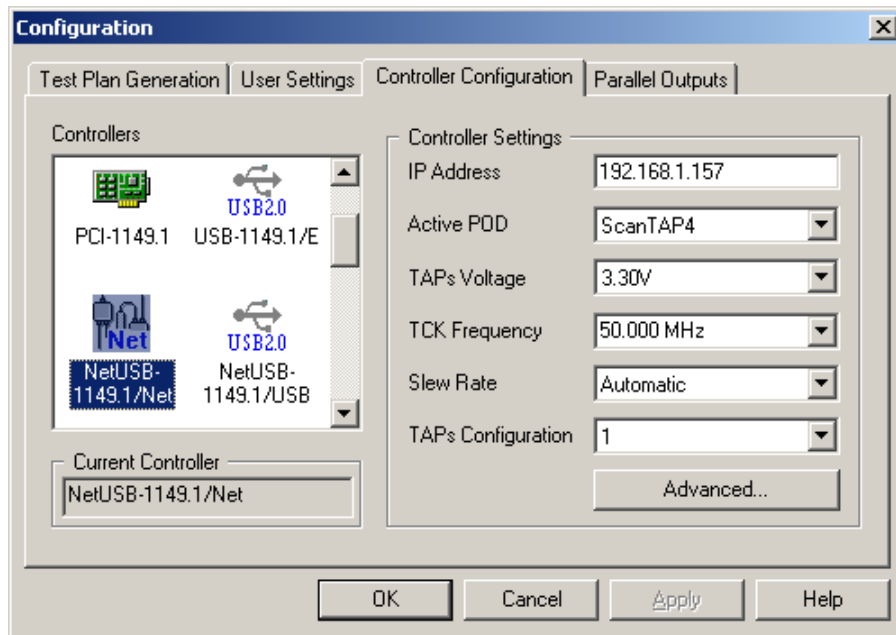 Configuration
Test Plan Generation
User Settings
Controller Configuration
Parallel Outputs
Controllers
USB2.0
PCI-1149.1
USB-1149.1/E
Net
USB2.0
NetUSB-
1149.1/Net
NetUSB-
1149.1/USB
Current Controller
NetUSB-1149.1/Net
Controller Settings
IP Address
192.168.1.157
Active POD
ScanTAP4
TAPs Voltage
3.30V
TCK Frequency
50.000 MHz
Slew Rate
Automatic
TAPs Configuration
1
Advanced...
OK
Cancel
Apply
Help